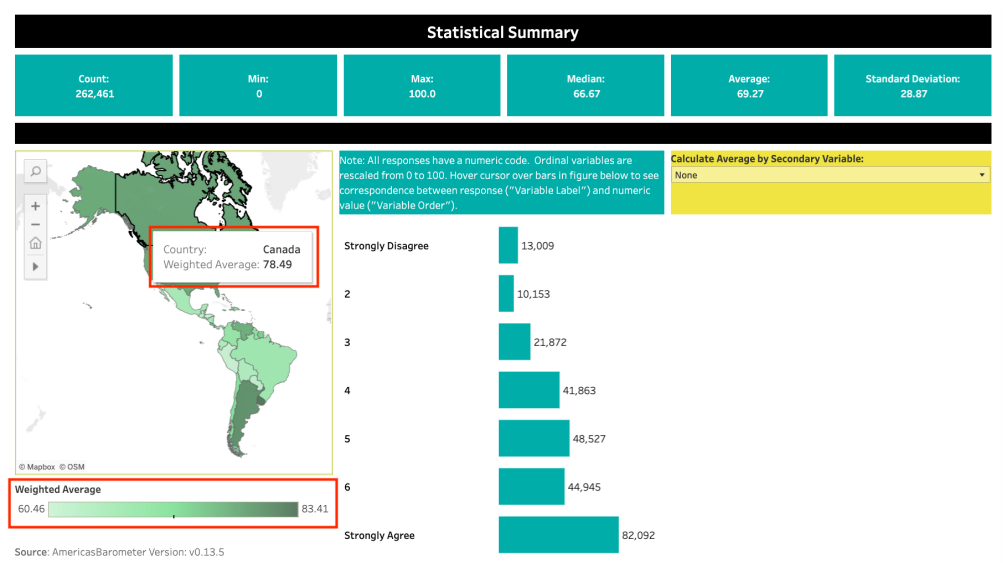 Statistical Summary
Count:
262,461
Min:
0
Max:
100.0
Median:
66.67
Average:
69.27
Standard Deviation:
28.87
Country: Canada
Weighted Average: 78.49
© Mapbox © OSM
Weighted Average
60.46 83.41
Source: AmericasBarometer Version: v0.13.5
Note: All responses have a numeric code. Ordinal variables are
rescaled from 0 to 100. Hover cursor over bars in figure below to see
correspondence between response ("Variable Label") and numeric
value ("Variable Order").
Calculate Average by Secondary Variable:
None
Strongly Disagree 13,009
2 10,153
3 21,872
4 41,863
5 48,527
6 44,945
Strongly Agree 82,092